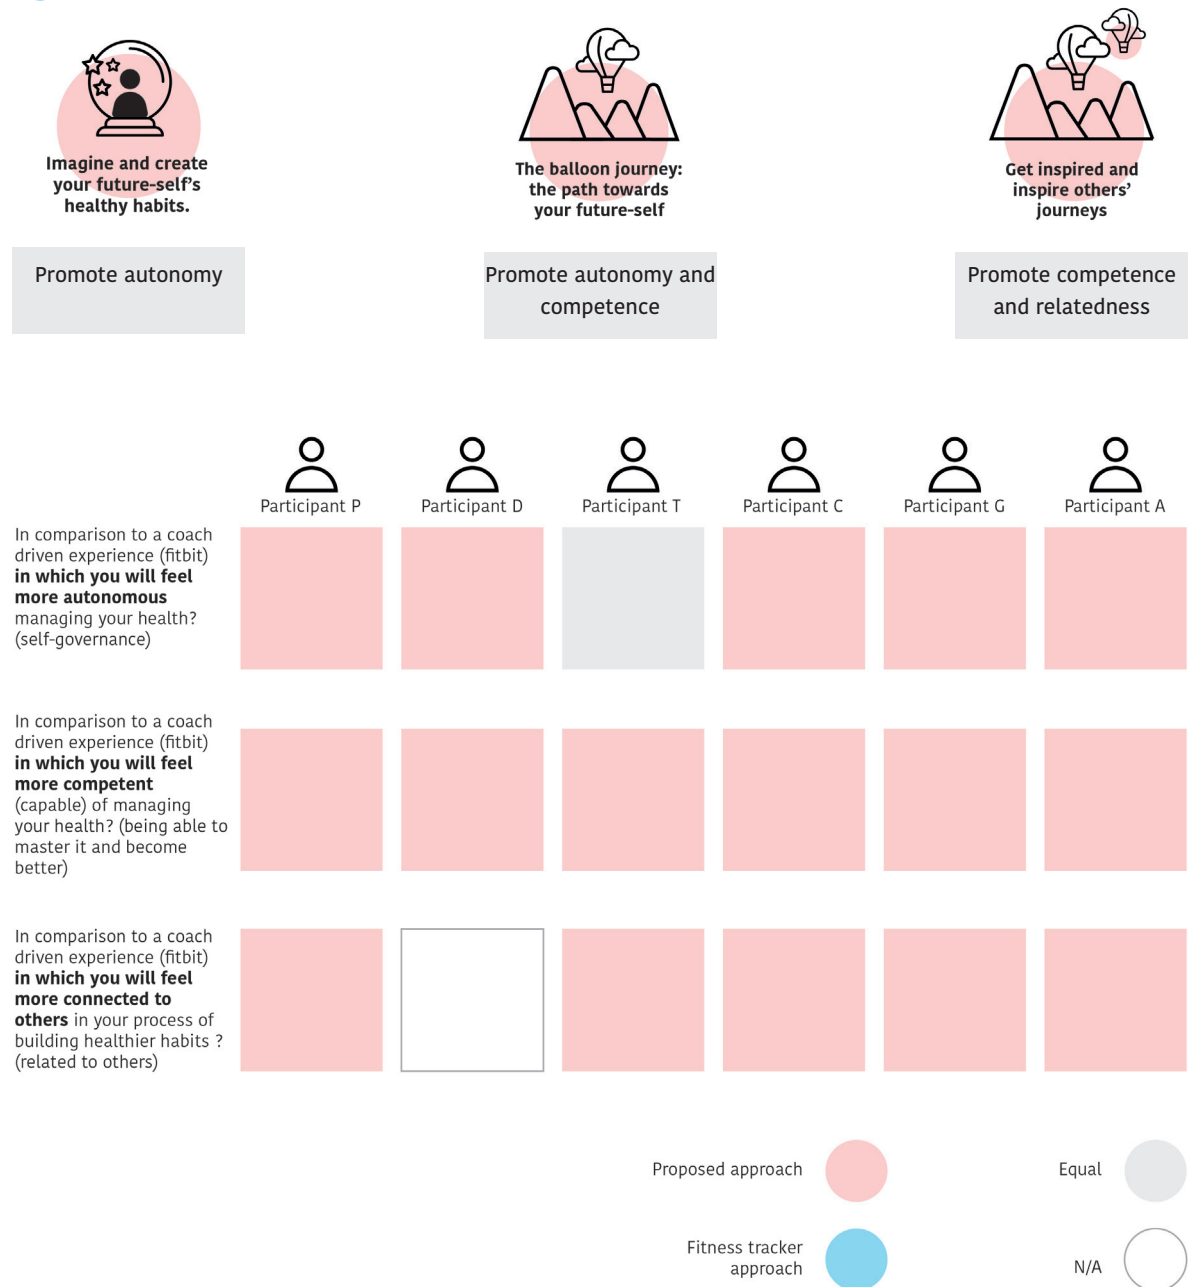 Imagine and create
your future-self's
healthy habits.
The balloon journey:
the path towards
your future-self
Get inspired and
inspire others'
journeys
Promote autonomy
Promote autonomy and
competence
Promote competence
and relatedness
Participant P
Participant D
Participant T
Participant C
Participant G
Participant A
In comparison to a coach
driven experience (fitbit)
in which you will feel
more autonomous
managing your health?
(self-governance)
In comparison to a coach
driven experience (fitbit)
in which you will feel
more competent
(capable) of managing
your health? (being able to
master it and become
better)
In comparison to a coach
driven experience (fitbit)
in which you will feel
more connected to
others in your process of
building healthier habits ?
(related to others)
Proposed approach
Equal
Fitness tracker
approach
N/A